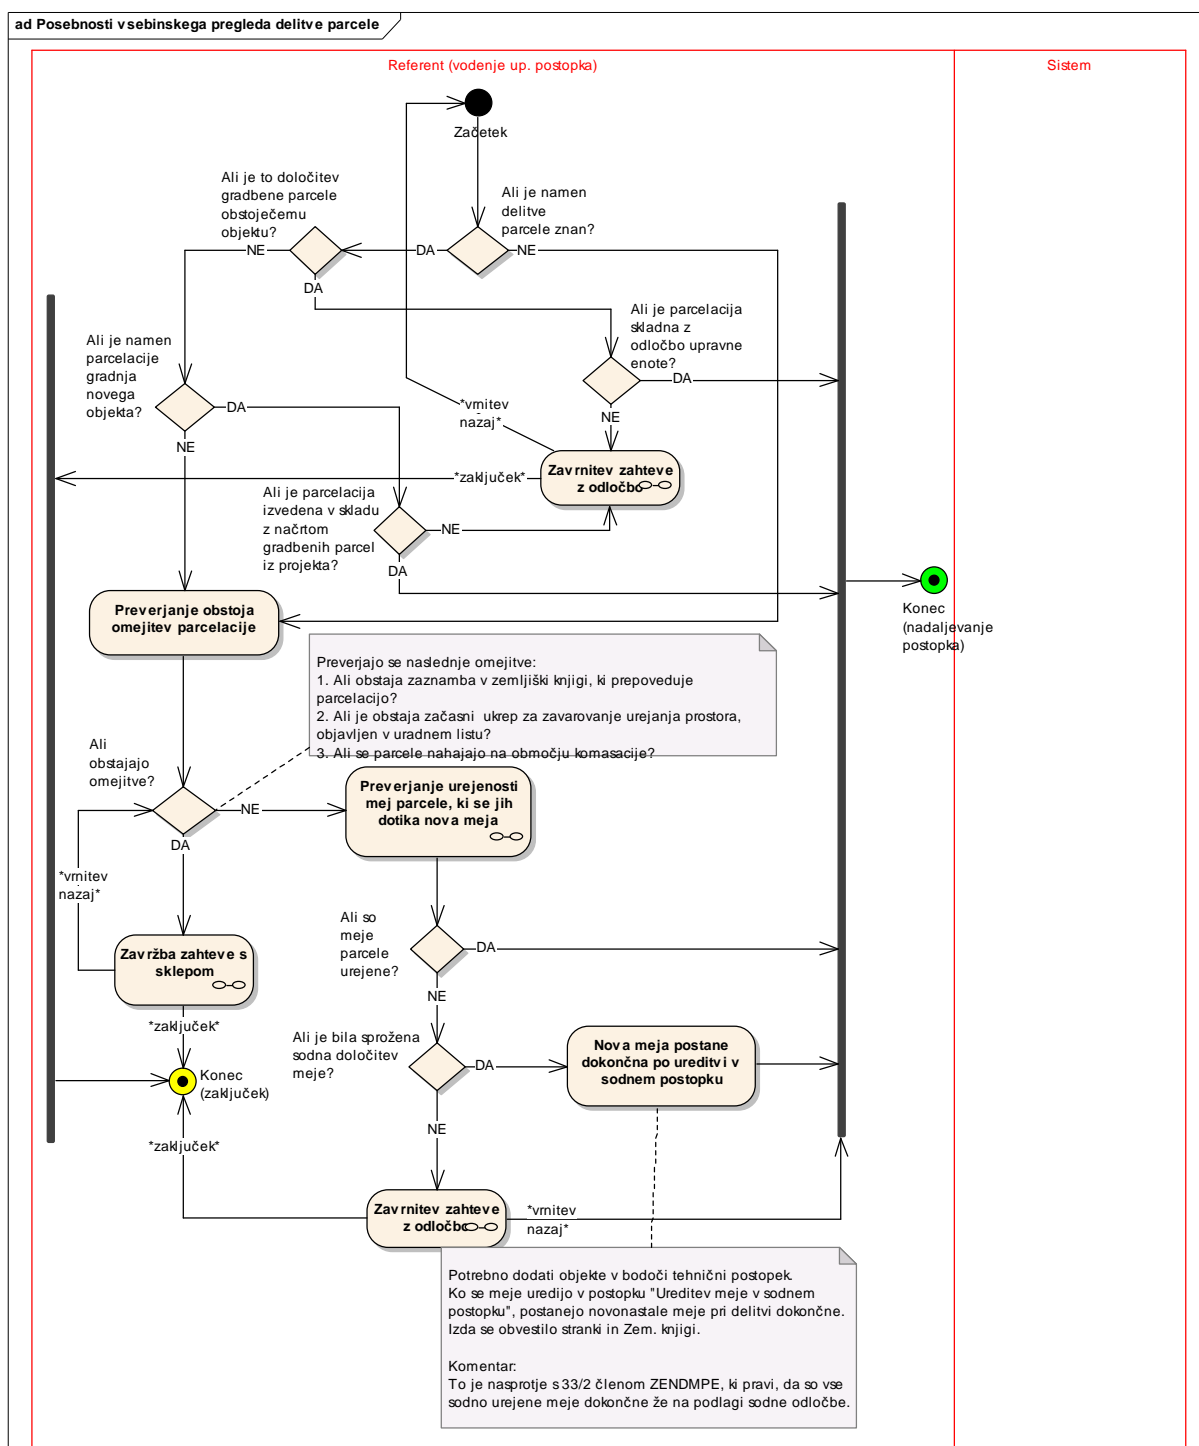 ad Posebnosti vsebinskega pregleda delitve parcele
Referent (vodenje up. postopka)
Sistem
Začetek
Ali je to določitev
gradbene parcele
obstoječemu
objektu?
Ali je namen
delitve
parcele znan?
NE
DA
NE
DA
Ali je parcelacija
skladna z
odločbo upravne
enote?
DA
NE
Ali je namen
parcelacije
gradnja
novega
objekta?
DA
NE
*vrnitev
nazaj*
Zavrnitev zahteve
z odločbo
*zaključek*
Ali je parcelacija
izvedena v skladu
z načrtom
gradbenih parcel
iz projekta?
NE
DA
Preverjanje obstoja
omejitev parcelacije
Konec
(nadaljevanje
postopka)
Preverjajo se naslednje omejitve:
1. Ali obstaja zaznamba v zemljiški knjigi, ki prepoveduje
parcelacijo?
2. Ali je obstaja začasni ukrep za zavarovanje urejanja prostora,
objavljen v uradnem listu?
3. Ali se parcele nahajajo na območju komasacije?
Ali
obstajajo
omejitve?
NE
DA
Preverjanje urejenosti
mej parcele, ki se jih
dotika nova meja
*vrnitev
nazaj*
Ali so
meje
parcele
urejene?
DA
NE
Zavržba zahteve s
sklepom
*zaključek*
Konec
(zaključek)
Ali je bila sprožena
sodna določitev
meje?
DA
NE
Nova meja postane
dokončna po ureditvi v
sodnem postopku
*zaključek*
Zavrnitev zahteve
z odločbo
*vrnitev
nazaj*
Potrebno dodati objekte v bodoči tehnični postopek.
Ko se meje uredijo v postopku "Ureditev meje v sodnem
postopku", postanejo novonastale meje pri delitvi dokončne.
Izda se obvestilo stranki in Zem. knjigi.
Komentar:
To je nasprotje s 33/2 členom ZENDMPE, ki pravi, da so vse
sodno urejene meje dokončne že na podlagi sodne odločbe.